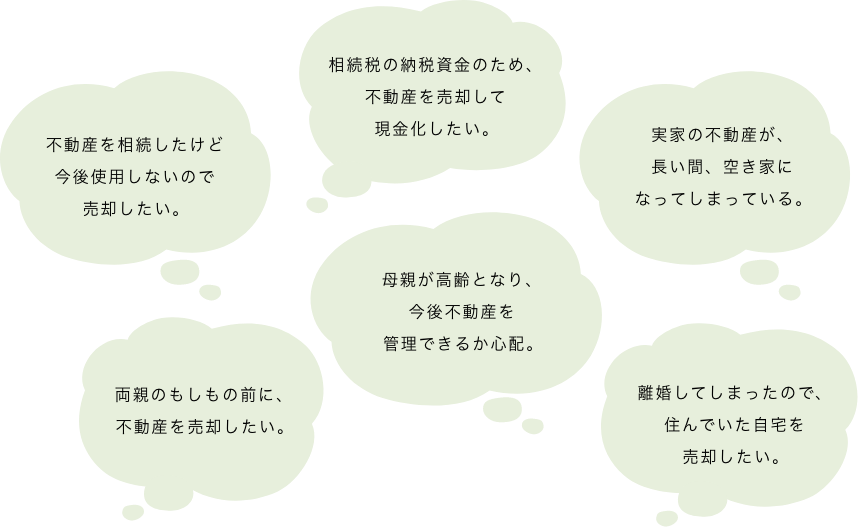 相続税の納税資金のため、
不動産を売却して
現金化したい。
不動産を相続したけど
今後使用しないので
売却したい。
実家の不動産が、
長い間、空き家に
なってしまっている。
母親が高齢となり、
今後不動産を
管理できるか心配。
両親のもしもの前に、
不動産を売却したい。
離婚してしまったので、
住んでいた自宅を
売却したい。